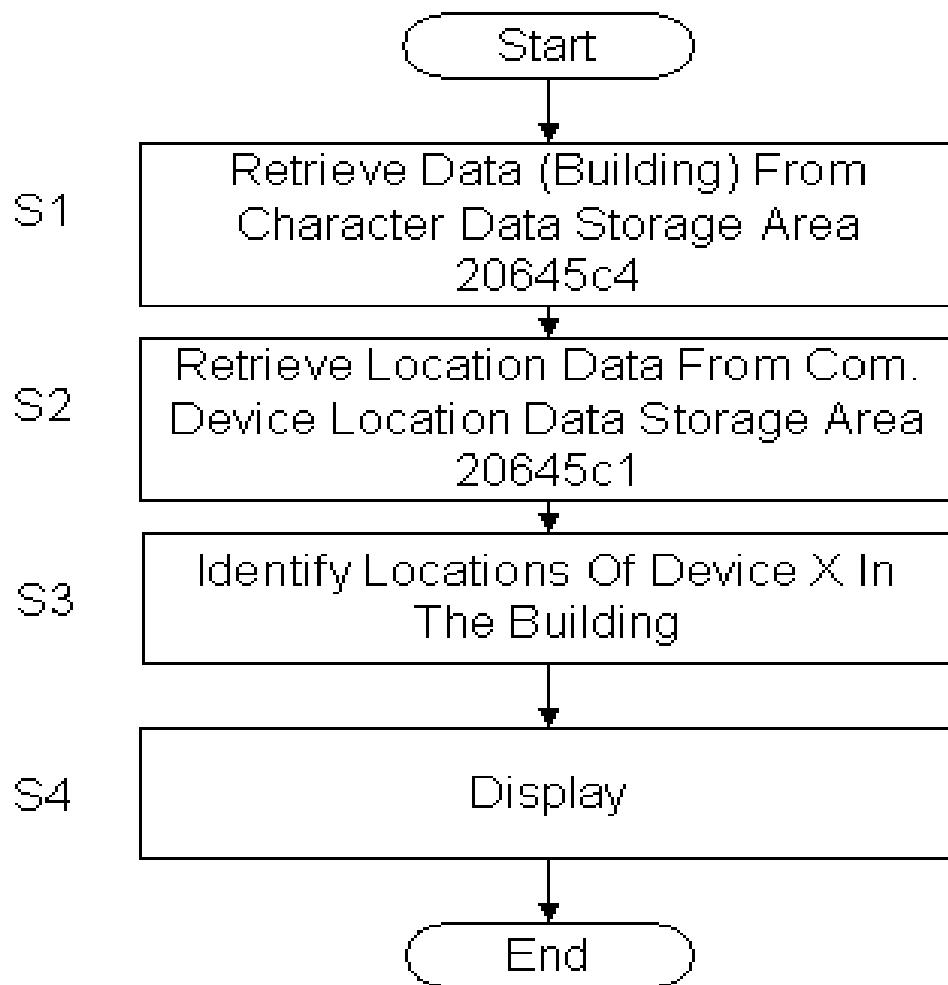 Start
S1
Retrieve Data (Building) From
Character Data Storage Area
20645c4
S2
Retrieve Location Data From Com.
Device Location Data Storage Area
20645c1
S3
Identify Locations Of Device X In
The Building
S4
Display
End